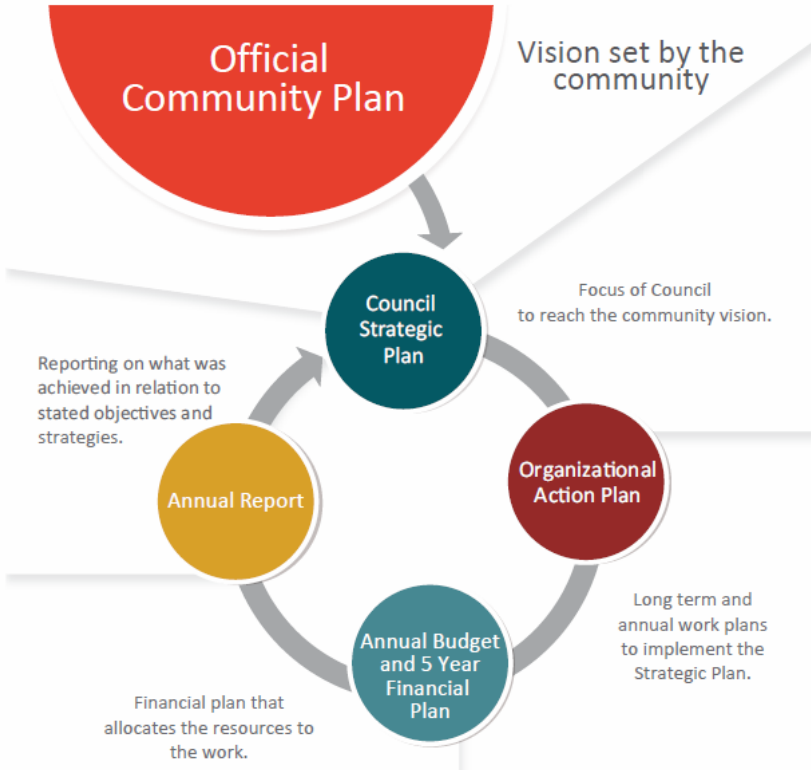 Official
Community Plan
Vision set by the
community
Council
Strategic
Plan
Focus of Council
to reach the community vision.
Reporting on what was
achieved in relation to
stated objectives and
strategies.
Organizational
Action Plan
Annual Report
Long term and
annual work plans
to implement the
Strategic Plan.
Annual Budget
and 5 Year
Financial
Plan
Financial plan that
allocates the resources to
the work.